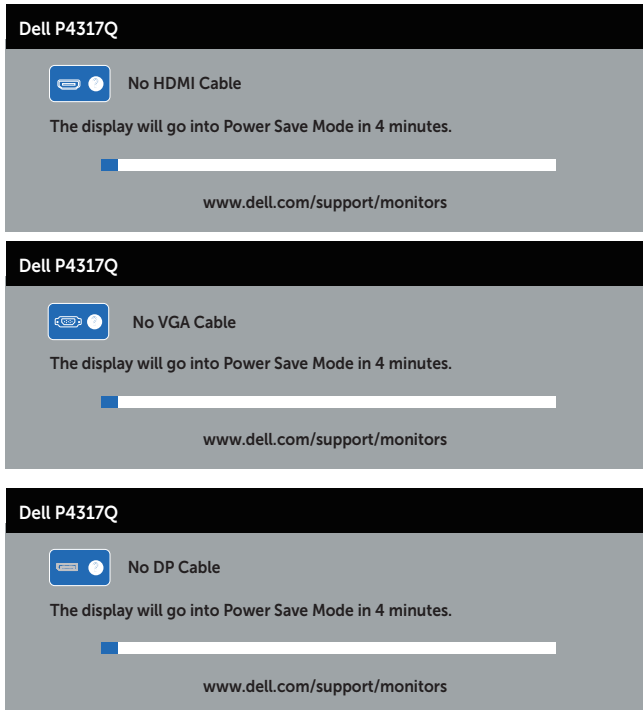 Dell P4317Q
No HDMI Cable
The display will go into Power Save Mode in 4 minutes.
www.dell.com/support/monitors
Dell P4317Q
No VGA Cable
The display will go into Power Save Mode in 4 minutes.
www.dell.com/support/monitors
Dell P4317Q
No DP Cable
The display will go into Power Save Mode in 4 minutes.
www.dell.com/support/monitors